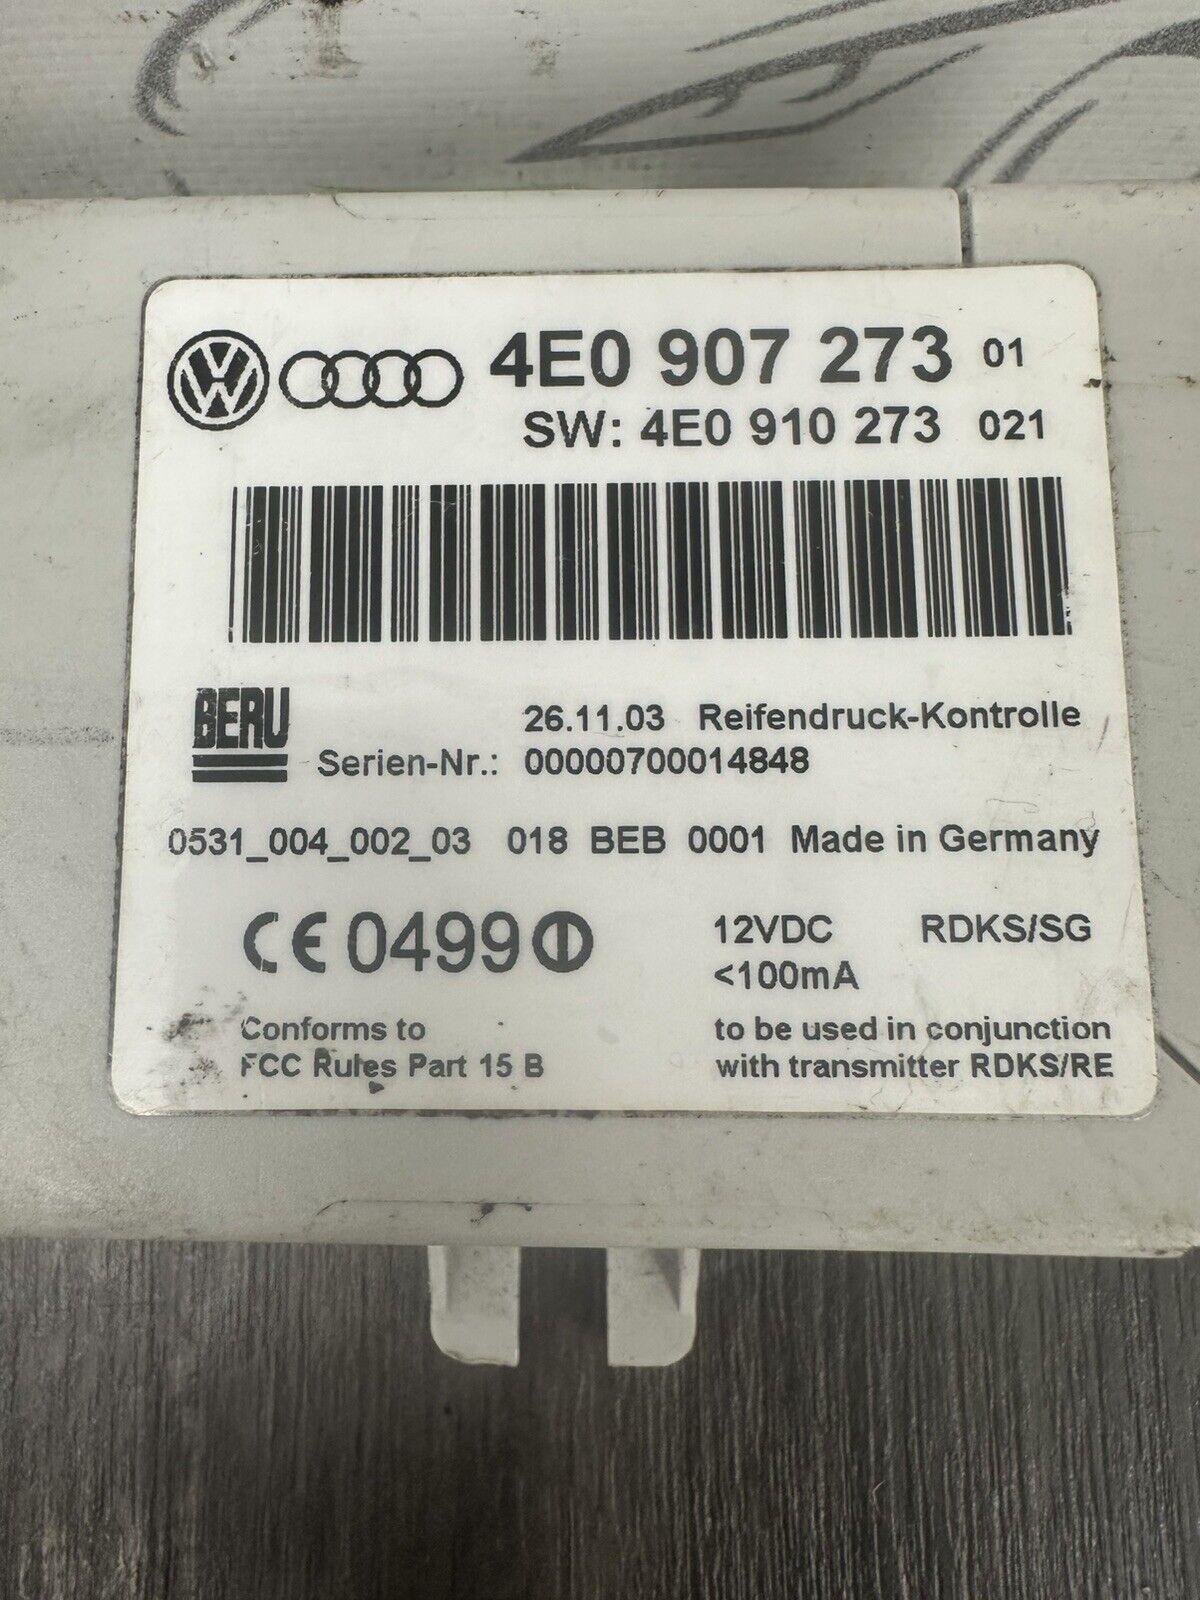 4E0 907 273 01
SW: 4E0 910 273 021
BERU
26.11.03 Reifendruck-Kontrolle
Serien-Nr.: 00000700014848
0531_004_002_03 018 BEB 0001 Made in Germany
CE 0499
12VDC RDKS/SG
<100mA
Conforms to
FCC Rules Part 15 B
to be used in conjunction
with transmitter RDKS/RE